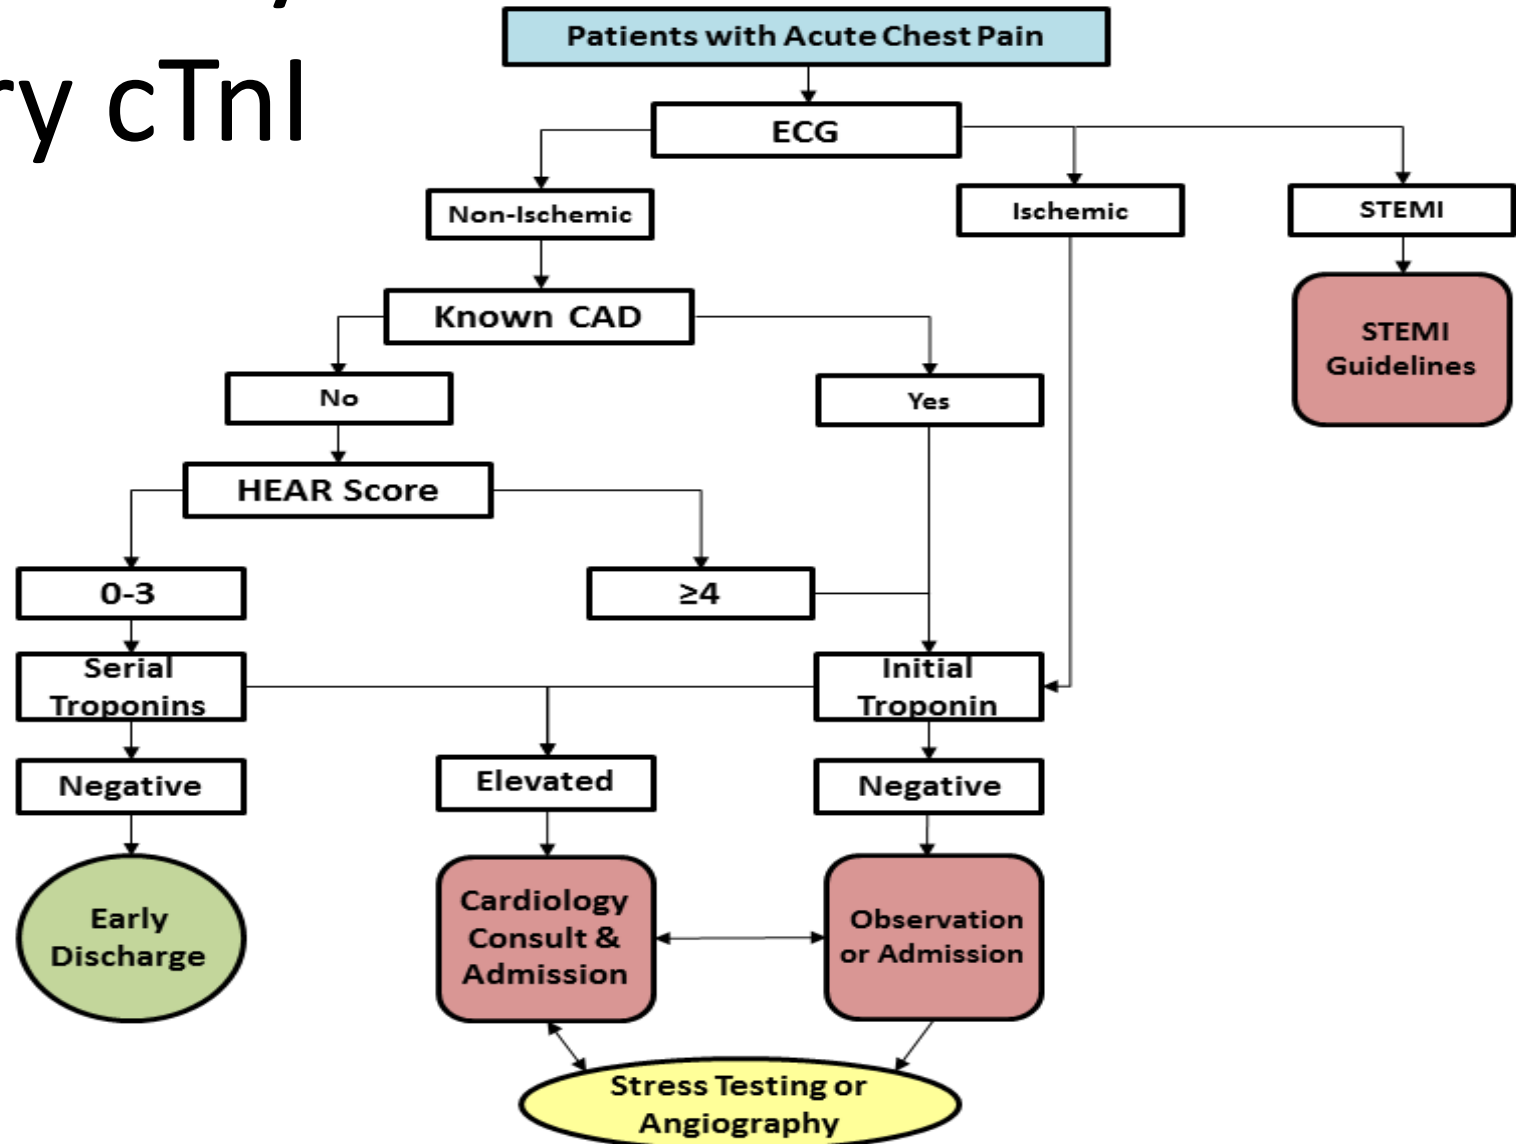 ry cTnI
Patients with Acute Chest Pain
ECG
Non-Ischemic
Ischemic
STEMI
Known CAD
STEMI
Guidelines
No
Yes
HEAR Score
0-3
≥4
Serial
Troponins
Initial
Troponin
Negative
Elevated
Negative
Early
Discharge
Cardiology
Consult &
Admission
Observation
or Admission
Stress Testing or
Angiography